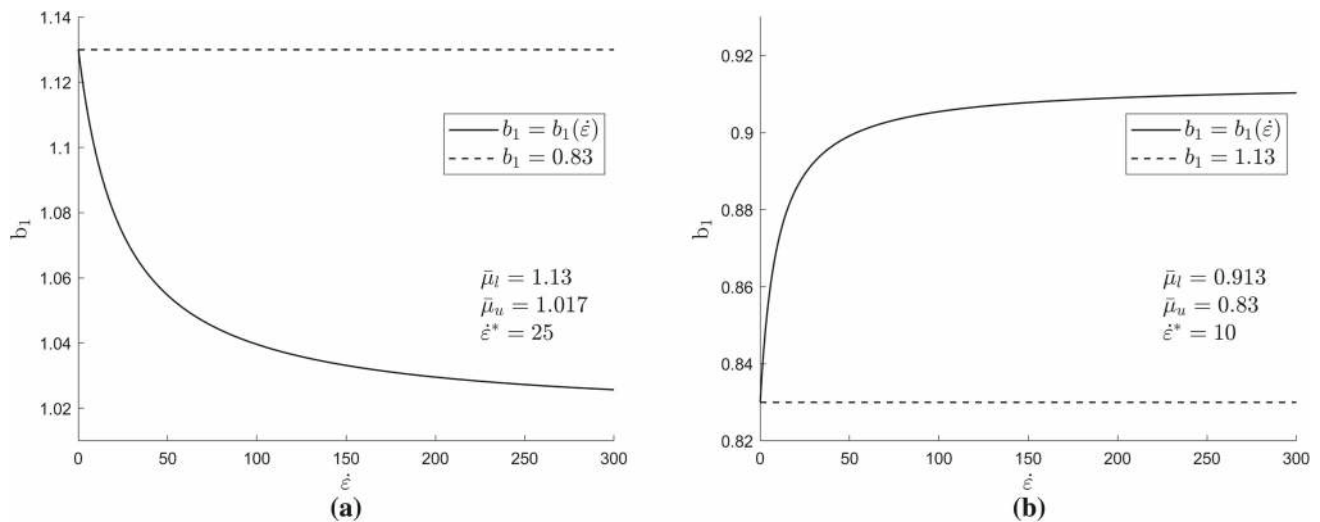 1.14
1.12
1.1
1.08
1.06
1.04
1.02
b₁
0
50
100
150
200
250
300
ε̇
b₁ = b₁(ε̇)
b₁ = 0.83
μ̄ₗ = 1.13
μ̄ᵤ = 1.017
ε̇* = 25
(a)
0.92
0.9
0.88
0.86
0.84
0.82
b₁
0
50
100
150
200
250
300
ε̇
b₁ = b₁(ε̇)
b₁ = 1.13
μ̄ₗ = 0.913
μ̄ᵤ = 0.83
ε̇* = 10
(b)